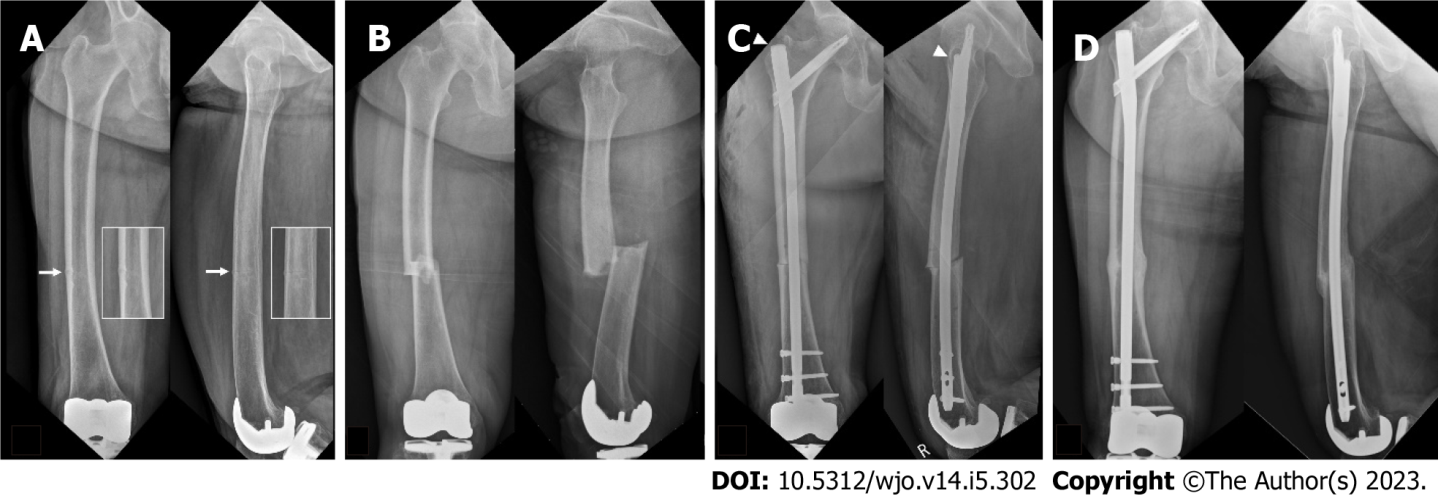 A
B
C
D
R
DOI: 10.5312/wjo.v14.i5.302 Copyright ©The Author(s) 2023.